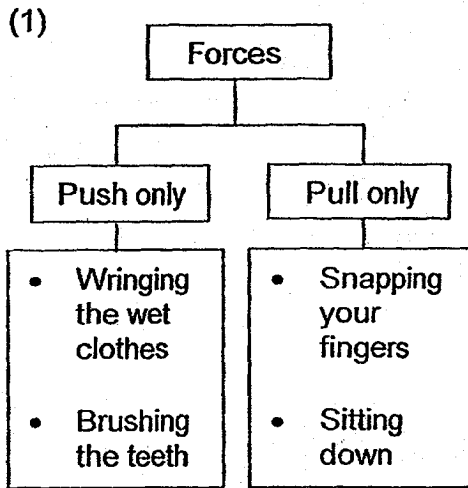 (1)
Forces
Push only
Pull only
• Wringing
the wet
clothes
• Brushing
the teeth
• Snapping
your
fingers
• Sitting
down